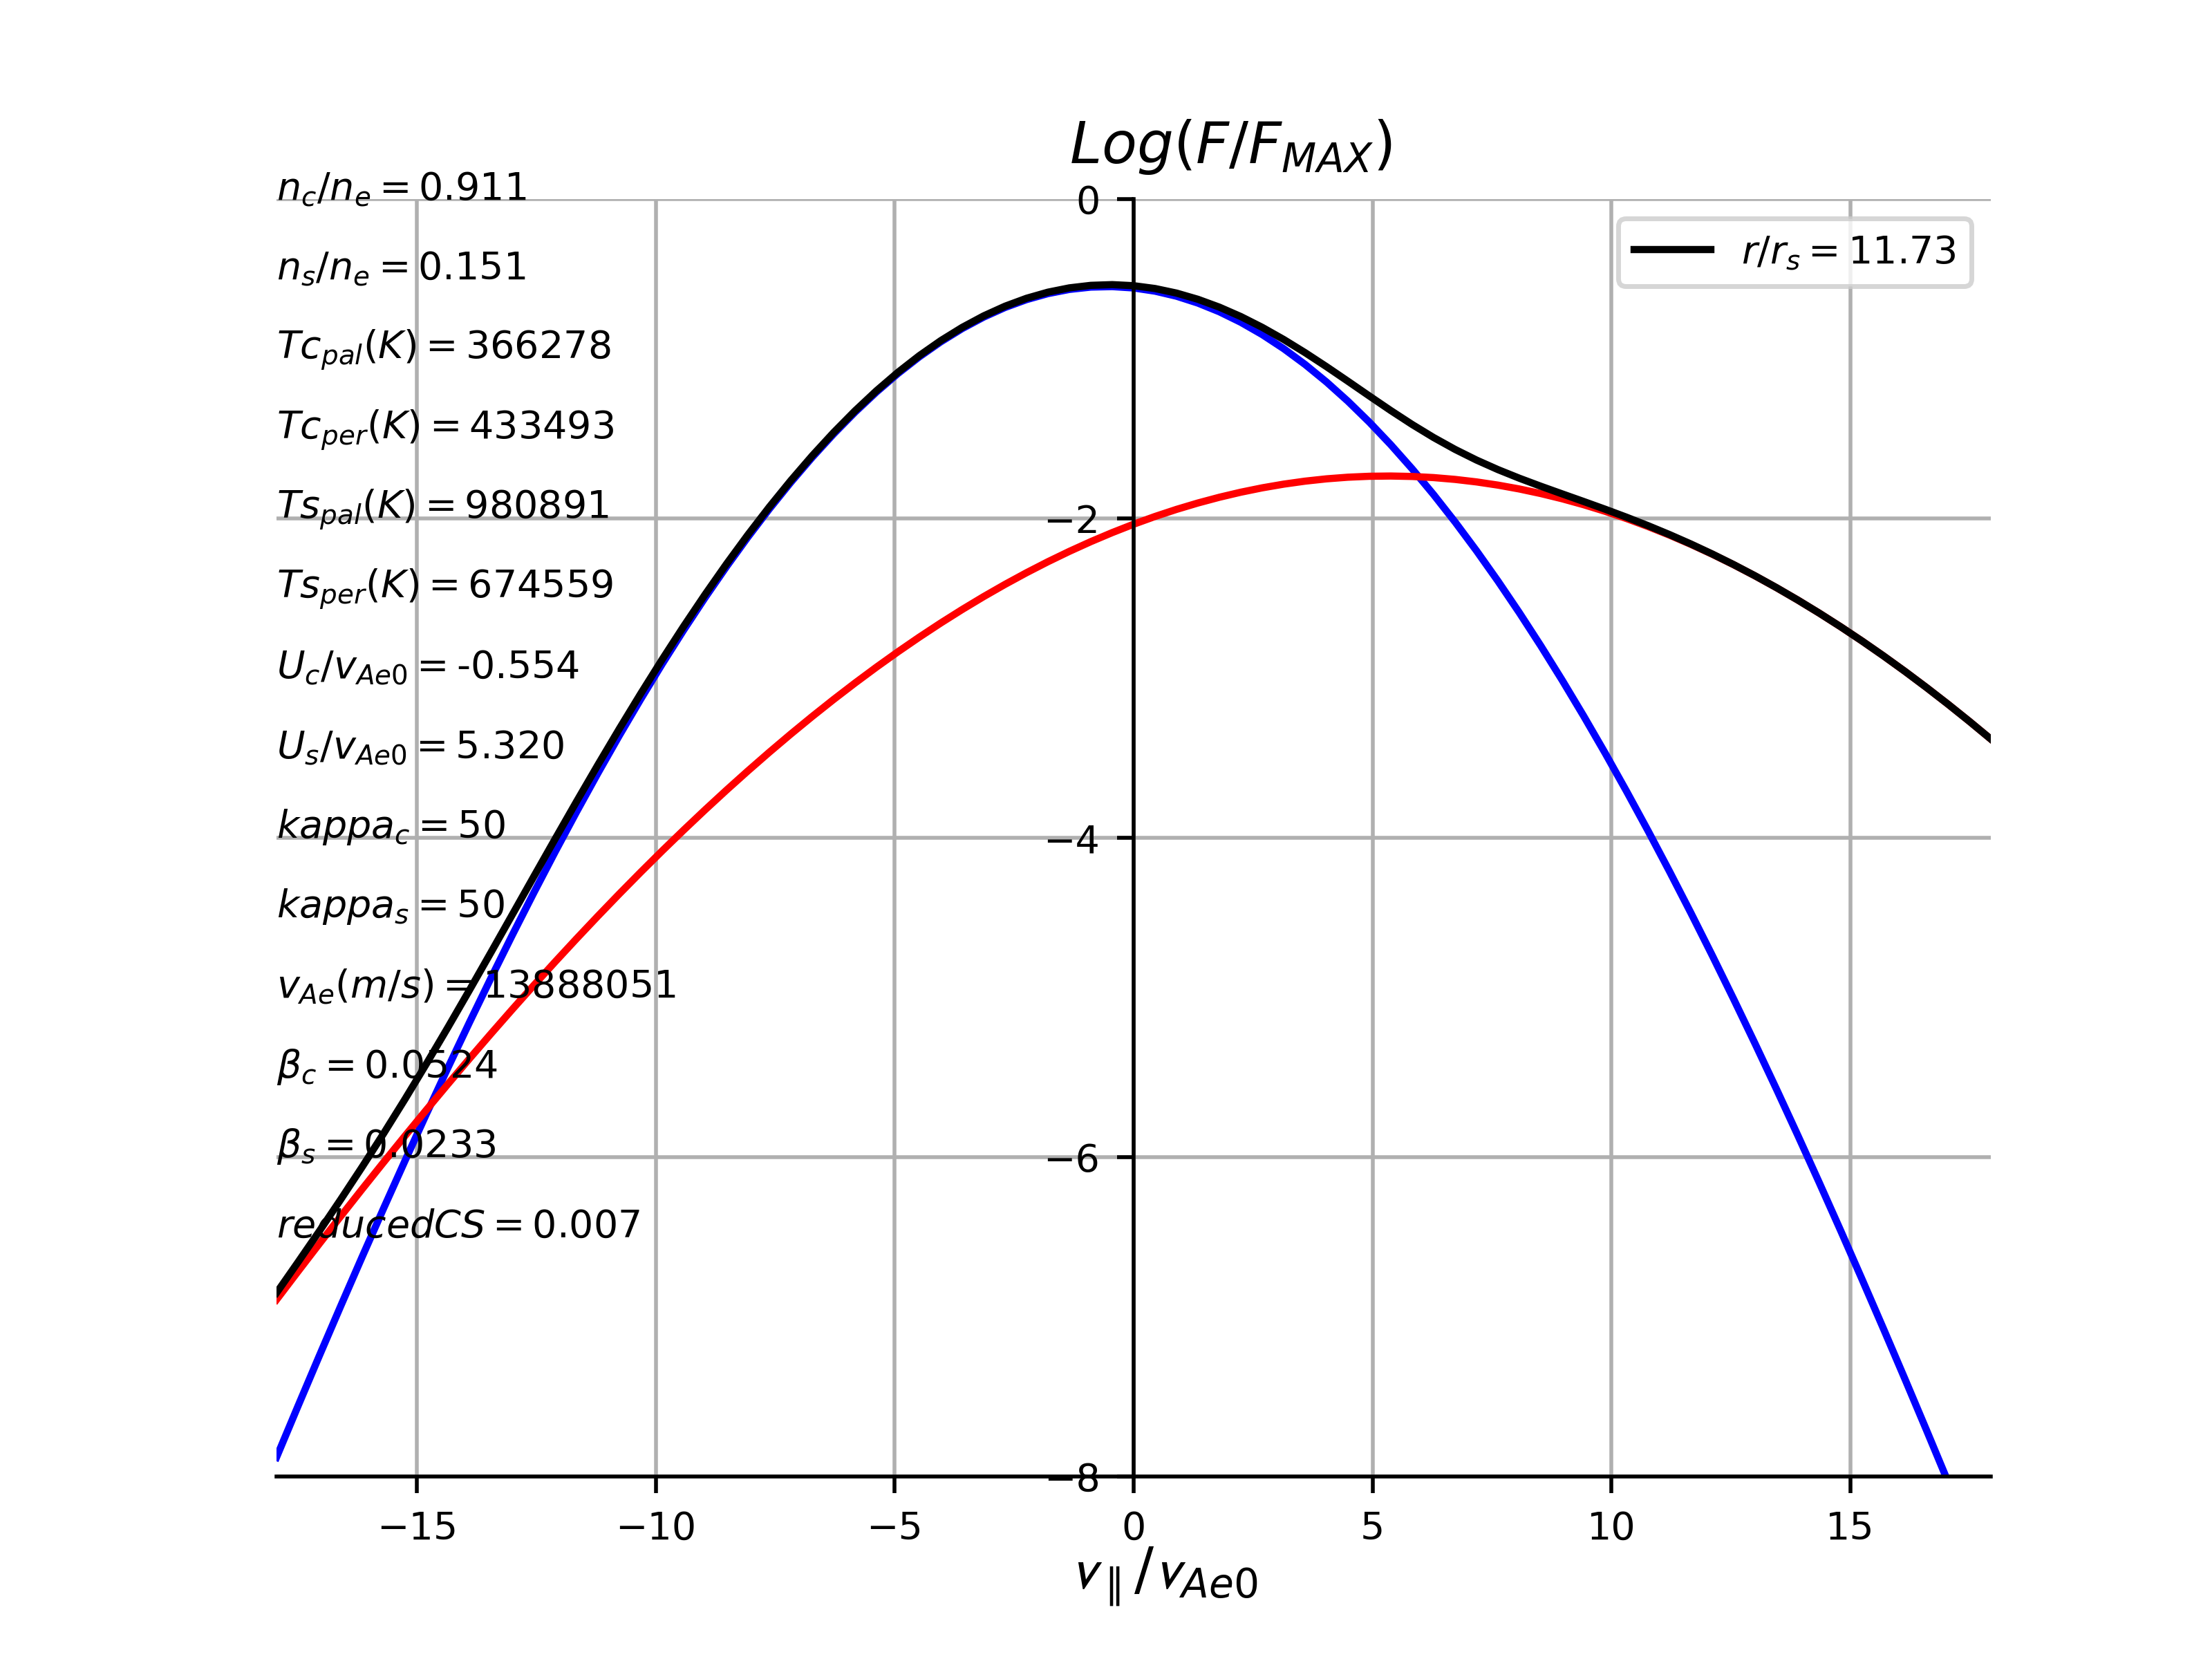 Log(F/F_MAX)
n_c/n_e = 0.911
n_s/n_e = 0.151
Tc_pal(K) = 366278
Tc_per(K) = 433493
Ts_pal(K) = 980891
Ts_per(K) = 674559
U_c/v_Ae0 = -0.554
U_s/v_Ae0 = 5.320
kappa_c = 50
kappa_s = 50
v_Ae(m/s) = 13888051
β_c = 0.0524
β_s = 0.0233
reducedCS = 0.007
r/r_s = 11.73
0
−2
−4
−6
−8
−15 −10 −5 0 5 10 15
v_∥/v_Ae0